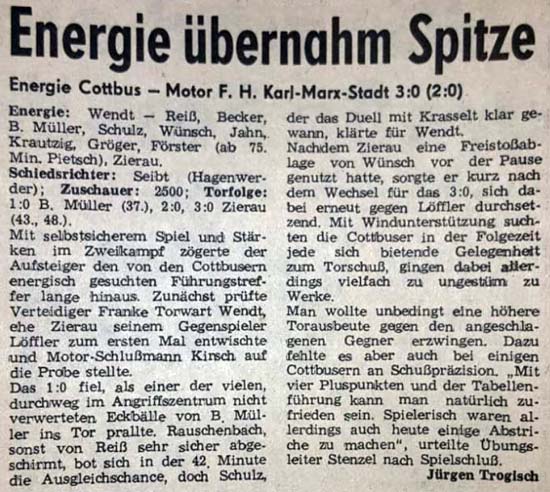 Energie übernahm Spitze
Energie Cottbus — Motor F. H. Karl-Marx-Stadt 3:0 (2:0)
Energie: Wendt — Reiß, Becker,
B. Müller, Schulz, Wünsch, Jahn,
Krautzig, Gröger, Förster (ab 75.
Min. Pietsch), Zierau.
Schiedsrichter: Seibt (Hagenwer-
der); Zuschauer: 2500; Torfolge:
1:0 B. Müller (37.), 2:0, 3:0 Zierau
(43., 48.).
Mit selbstsicherem Spiel und Stär-
ken im Zweikampf zögerte der
Aufsteiger den von den Cottbusern
energisch gesuchten Führungstref-
fer lange hinaus. Zunächst prüfte
Verteidiger Franke Torwart Wendt,
ehe Zierau seinem Gegenspieler
Löffler zum ersten Mal entwischte
und Motor-Schlußmann Kirsch auf
die Probe stellte.
Das 1:0 fiel, als einer der vielen,
durchweg im Angriffszentrum nicht
verwerteten Eckbälle von B. Mül-
ler ins Tor prallte. Rauschenbach,
sonst von Reiß sehr sicher abge-
schirmt, bot sich in der 42. Minute
die Ausgleichschance, doch Schulz,
der das Duell mit Krasselt klar ge-
wann, klärte für Wendt.
Nachdem Zierau eine Freistoßab-
lage von Wünsch vor der Pause
genutzt hatte, sorgte er kurz nach
dem Wechsel für das 3:0, sich da-
bei erneut gegen Löffler durchset-
zend. Mit Windunterstützung such-
ten die Cottbuser in der Folgezeit
jede sich bietende Gelegenheit
zum Torschuß, gingen dabei aller-
dings vielfach zu ungestüm zu
Werke.
Man wollte unbedingt eine höhere
Torausbeute gegen den angeschla-
genen Gegner erzwingen. Dazu
fehlte es aber auch bei einigen
Cottbusern an Schußpräzision. „Mit
vier Pluspunkten und der Tabellen-
führung kann man natürlich zu-
frieden sein. Spielerisch waren al-
lerdings auch heute einige Abstri-
che zu machen", urteilte Übungs-
leiter Stenzel nach Spielschluß.
Jürgen Trogisch